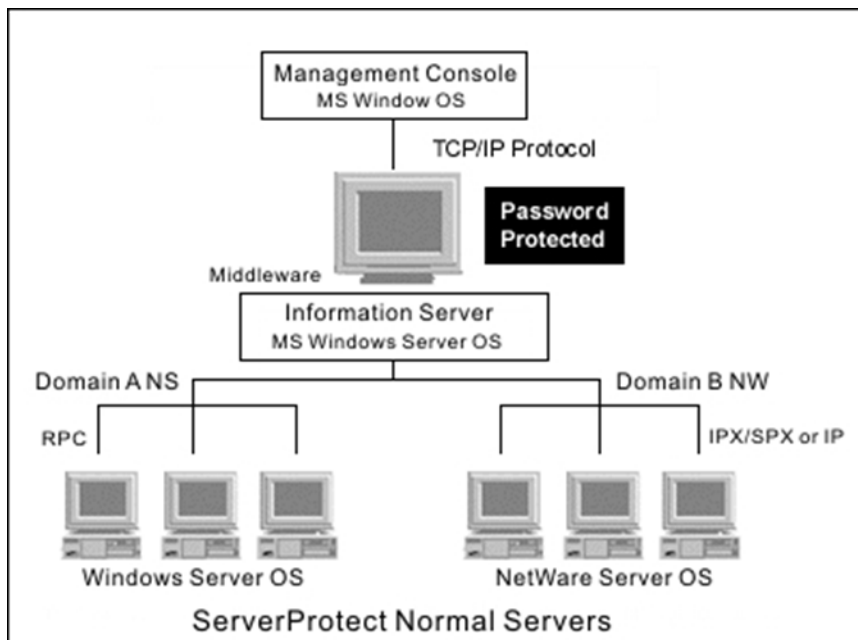 Management Console
MS Window OS
TCP/IP Protocol
Password
Protected
Middleware
Information Server
MS Windows Server OS
Domain A NS
Domain B NW
RPC
IPX/SPX or IP
Windows Server OS
NetWare Server OS
ServerProtect Normal Servers